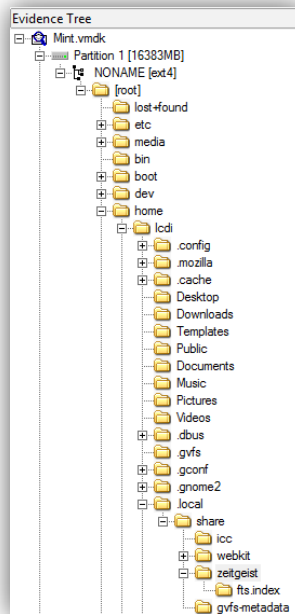 Evidence Tree
Mint.vmdk
Partition 1 [16383MB]
NONAME [ext4]
[root]
lost+found
etc
media
bin
boot
dev
home
lcdi
.config
.mozilla
.cache
Desktop
Downloads
Templates
Public
Documents
Music
Pictures
Videos
.dbus
.gvfs
.gconf
.gnome2
.local
share
icc
webkit
zeitgeist
fts.index
gvfs-metadata